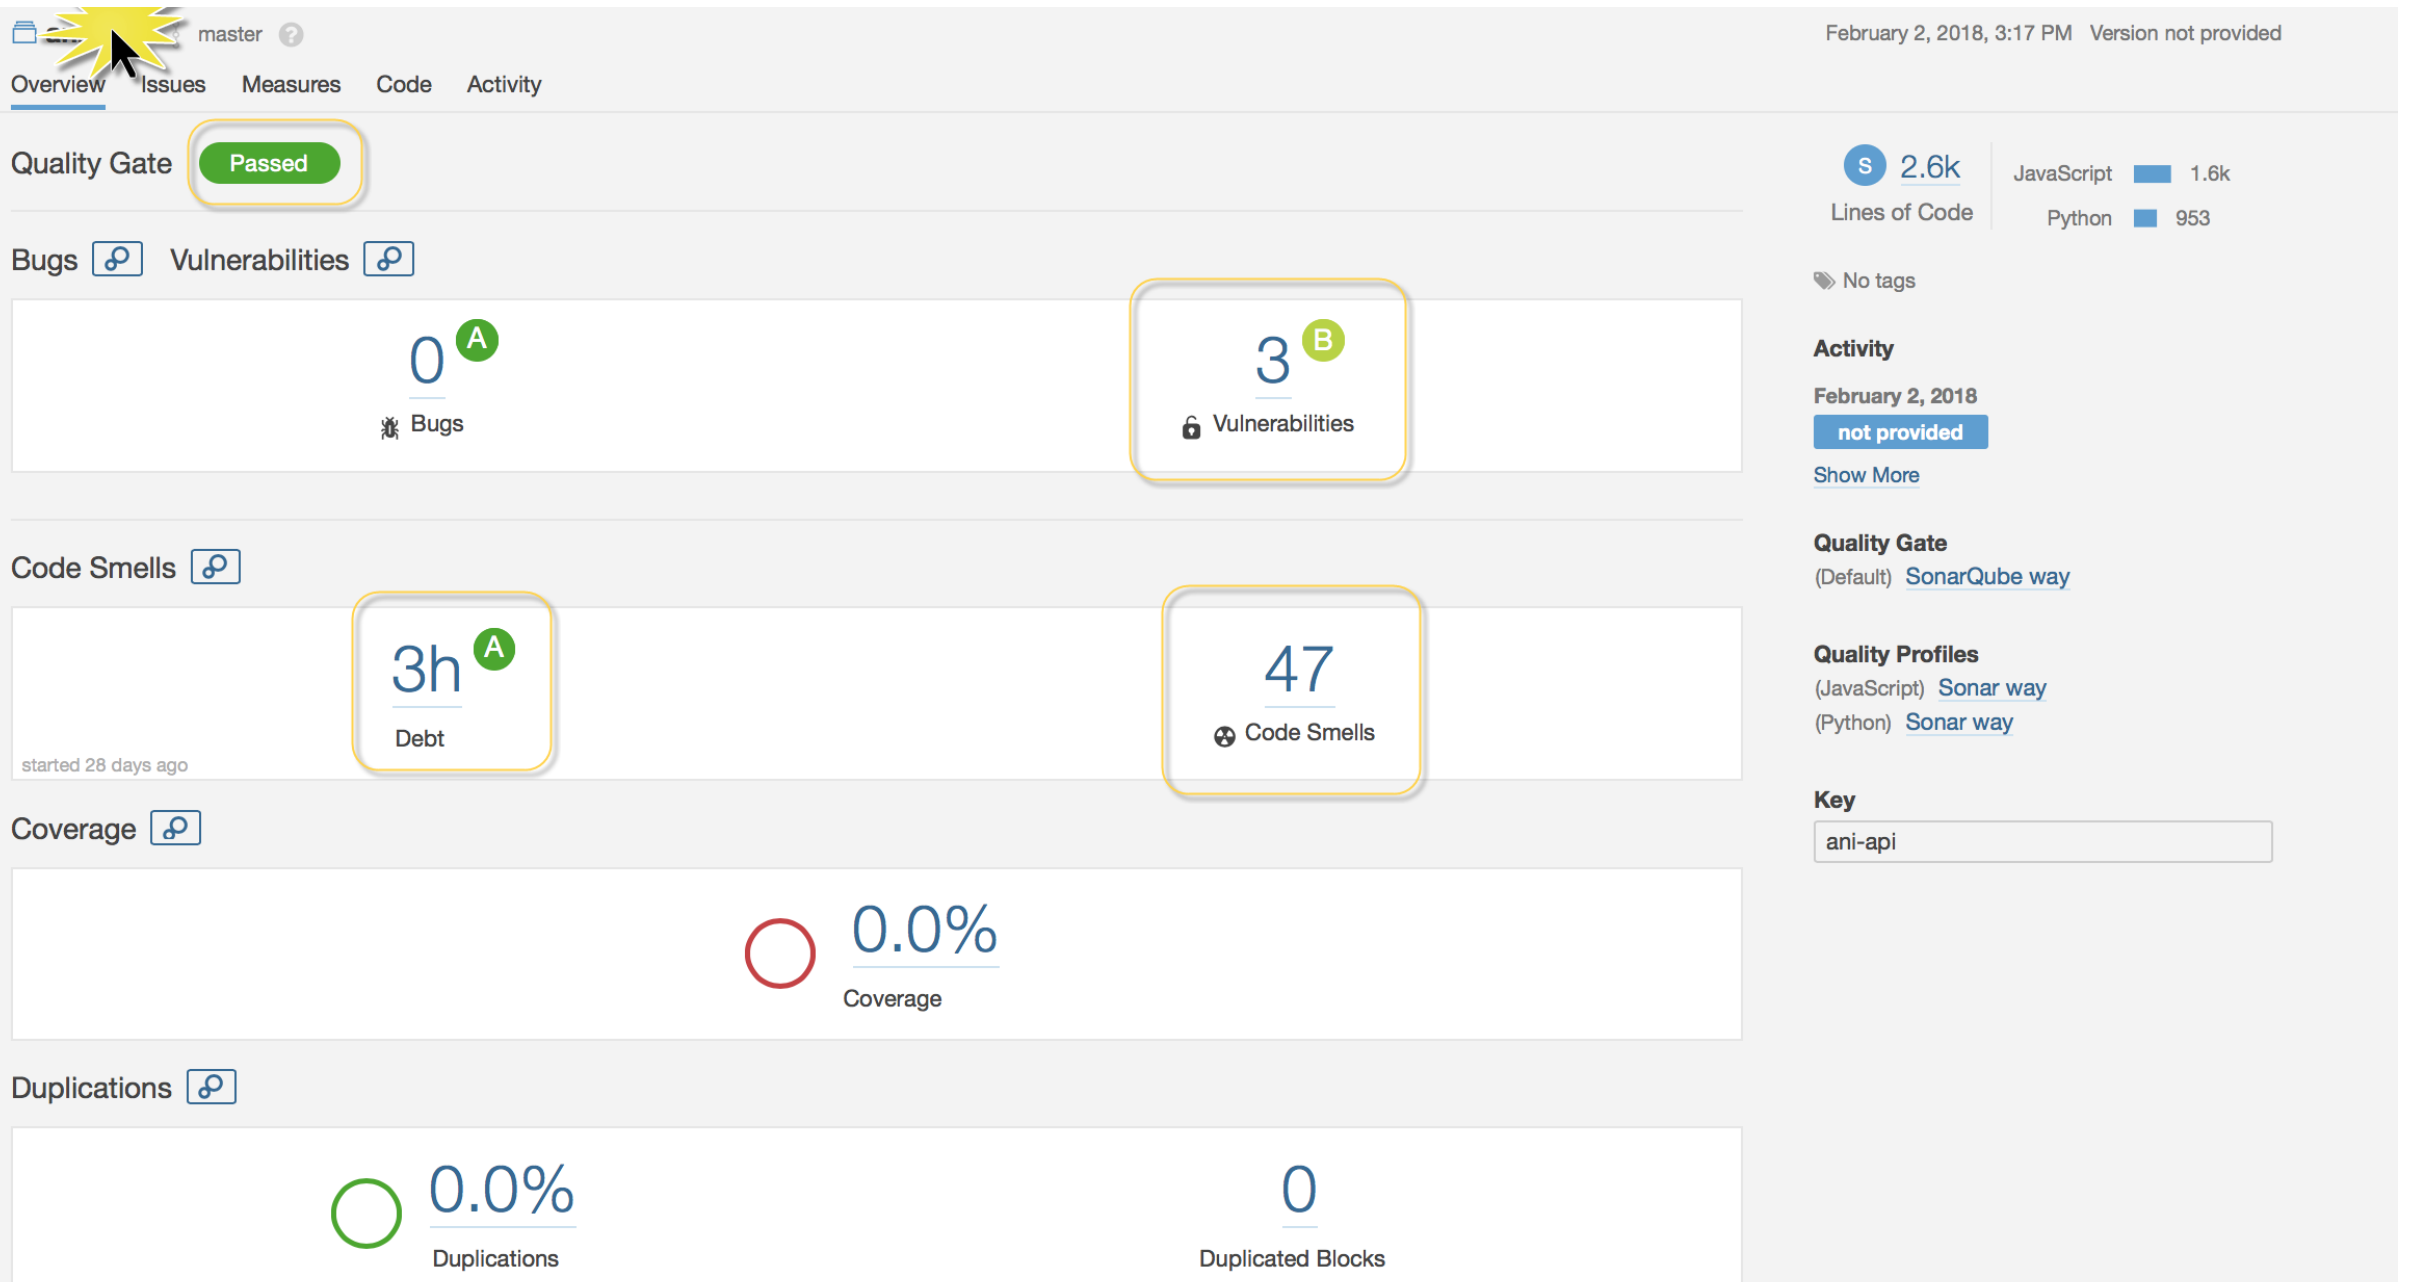 master ?
February 2, 2018, 3:17 PM Version not provided
Overview Issues Measures Code Activity
Quality Gate Passed
S 2.6k
Lines of Code
JavaScript 1.6k
Python 953
Bugs Vulnerabilities
No tags
0 A
Bugs
3 B
Vulnerabilities
Activity
February 2, 2018
not provided
Show More
Code Smells
Quality Gate
(Default) SonarQube way
3h A
Debt
started 28 days ago
47
Code Smells
Quality Profiles
(JavaScript) Sonar way
(Python) Sonar way
Key
ani-api
Coverage
0.0%
Coverage
Duplications
0.0%
Duplications
0
Duplicated Blocks